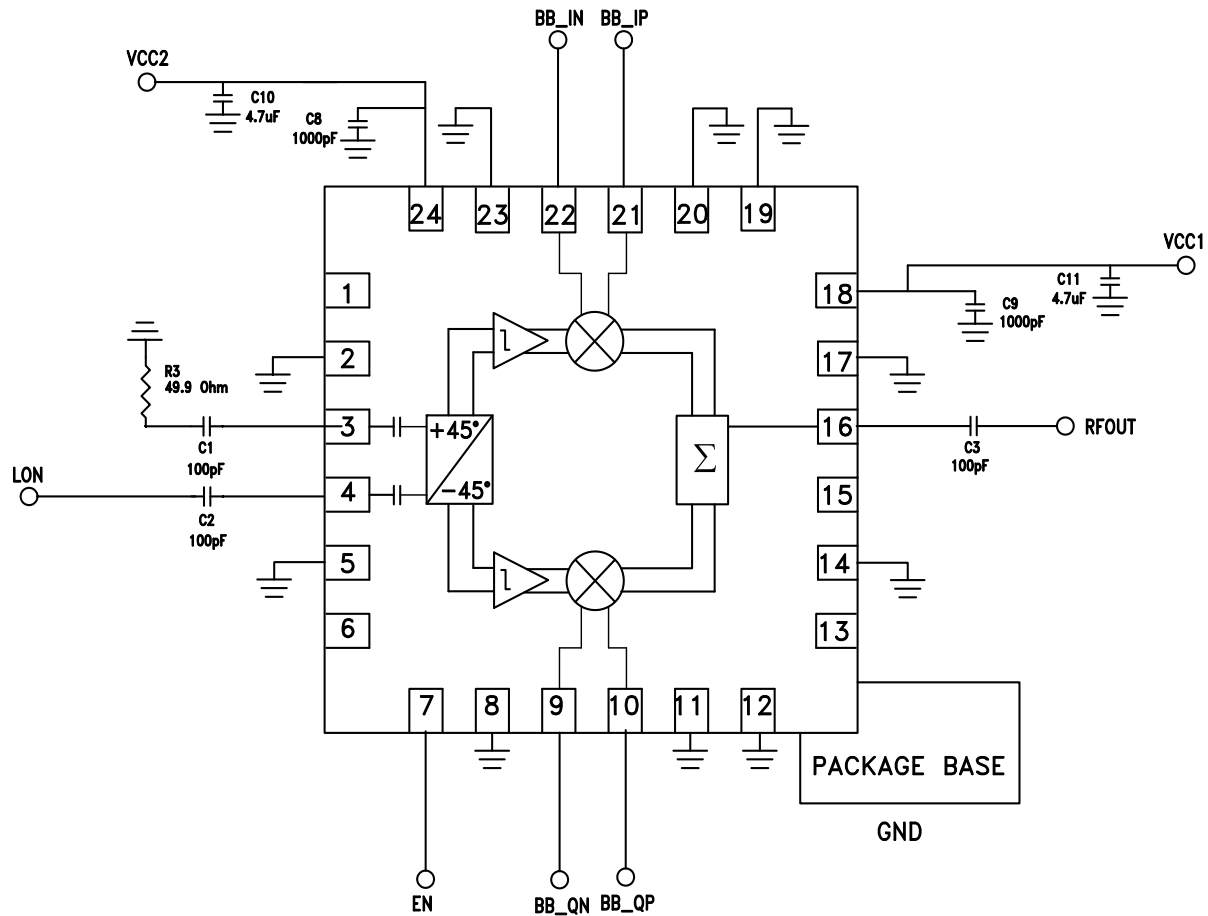 BB_IN BB_IP
VCC2
C10
4.7uF
C8
1000pF
24 23 22 21 20 19
VCC1
1
18
C11
4.7uF
C9
1000pF
2
17
R3
49.9 Ohm
3
+45°
16
RFOUT
C1
100pF
C3
100pF
Σ
LON
4
-45°
15
C2
100pF
5
14
6
13
7 8 9 10 11 12
PACKAGE BASE
GND
EN
BB_QN BB_QP